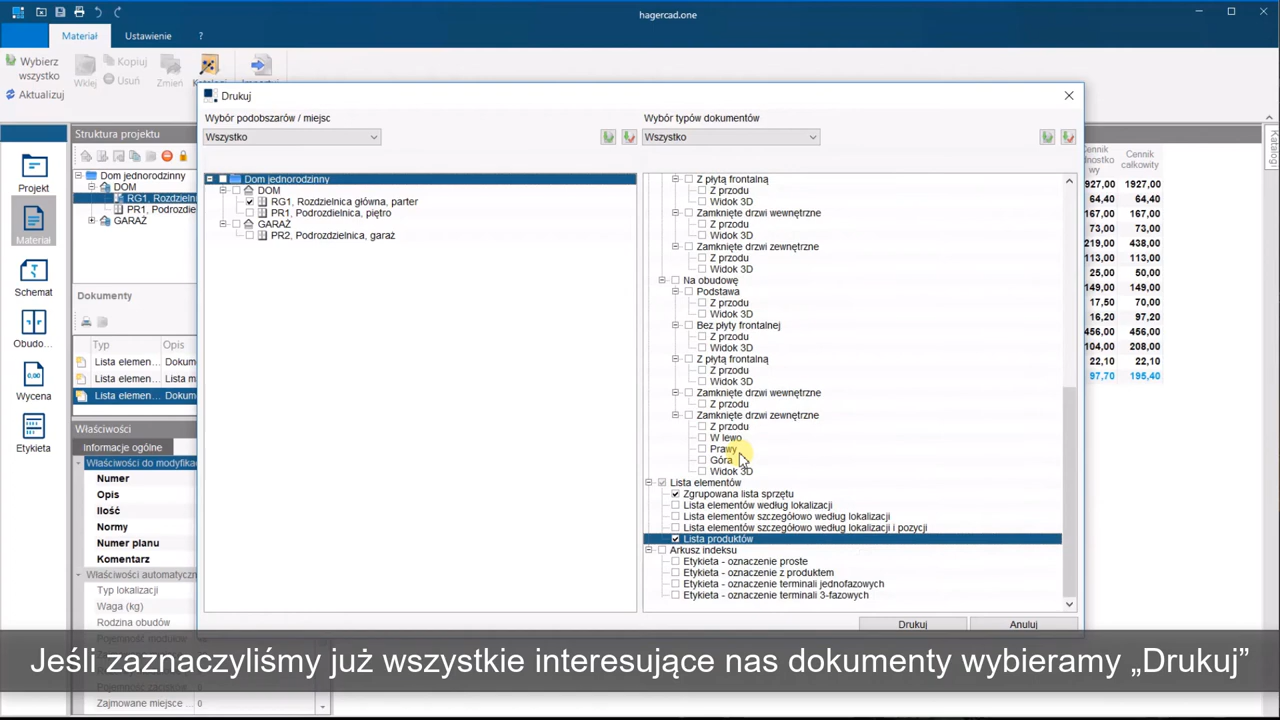 hagercad.one
Materiał Ustawienie ?
Wybierz wszystko
Aktualizuj
Wklej
Kopiuj
Usuń
Zmień
Struktura projektu
Dom jednorodzinny
DOM
RG1, Rozdzieln
PR1, Podrozdzie
GARAŻ
Projekt
Materiał
Schemat
Obudo...
Wycena
Etykieta
Dokumenty
Typ Opis
Lista elemen... Dokum
Lista elemen... Lista m
Lista elemen... Dokum
Właściwości
Informacje ogólne
Właściwości do modyfikac
Numer
Opis
Ilość
Normy
Numer planu
Komentarz
Właściwości automatyczn
Typ lokalizacji
Waga (kg)
Rodzina obudów
Zajmowane miejsce ... 0
Drukuj
Wybór podobszarów / miejsc
Wszystko
Dom jednorodzinny
DOM
RG1, Rozdzielnica główna, parter
PR1, Podrozdzielnica, piętro
GARAŻ
PR2, Podrozdzielnica, garaż
Wybór typów dokumentów
Wszystko
Z płytą frontalną
Z przodu
Widok 3D
Zamknięte drzwi wewnętrzne
Z przodu
Widok 3D
Zamknięte drzwi zewnętrzne
Z przodu
Widok 3D
Na obudowę
Podstawa
Z przodu
Widok 3D
Bez płyty frontalnej
Z przodu
Widok 3D
Z płytą frontalną
Z przodu
Widok 3D
Zamknięte drzwi wewnętrzne
Z przodu
Zamknięte drzwi zewnętrzne
Z przodu
W lewo
Prawy
Góra
Widok 3D
Lista elementów
Zgrupowana lista sprzętu
Lista elementów według lokalizacji
Lista elementów szczegółowo według lokalizacji
Lista elementów szczegółowo według lokalizacji i pozycji
Lista produktów
Arkusz indeksu
Etykieta - oznaczenie proste
Etykieta - oznaczenie z produktem
Etykieta - oznaczenie terminali jednofazowych
Etykieta - oznaczenie terminali 3-fazowych
Drukuj Anuluj
Katalogi
Cennik jednostko wy Cennik całkowity
927,00 1927,00
64,40 64,40
167,00 167,00
73,00 73,00
219,00 438,00
113,00 113,00
25,00 50,00
149,00 149,00
17,50 70,00
16,20 97,20
456,00 456,00
104,00 208,00
22,10 22,10
97,70 195,40
Jeśli zaznaczyliśmy już wszystkie interesujące nas dokumenty wybieramy „Drukuj”